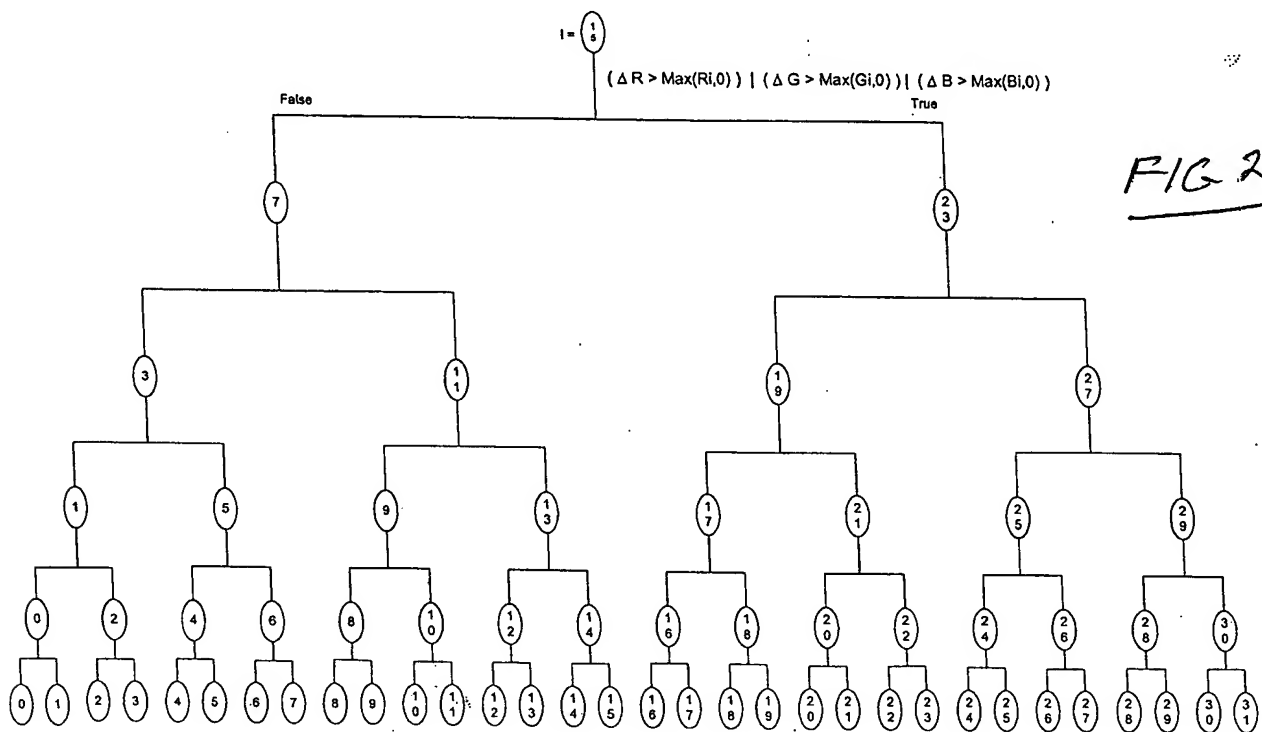 I = 15
( Δ R > Max(Ri,0) ) | ( Δ G > Max(Gi,0) ) | ( Δ B > Max(Bi,0) )
False True
FIG 2
7 23
3 11 19 27
1 5 9 13 17 21 25 29
0 2 4 6 8 10 12 14 16 18 20 22 24 26 28 30
0 1 2 3 4 5 6 7 8 9 10 11 12 13 14 15 16 17 18 19 20 21 22 23 24 25 26 27 28 29 30 31